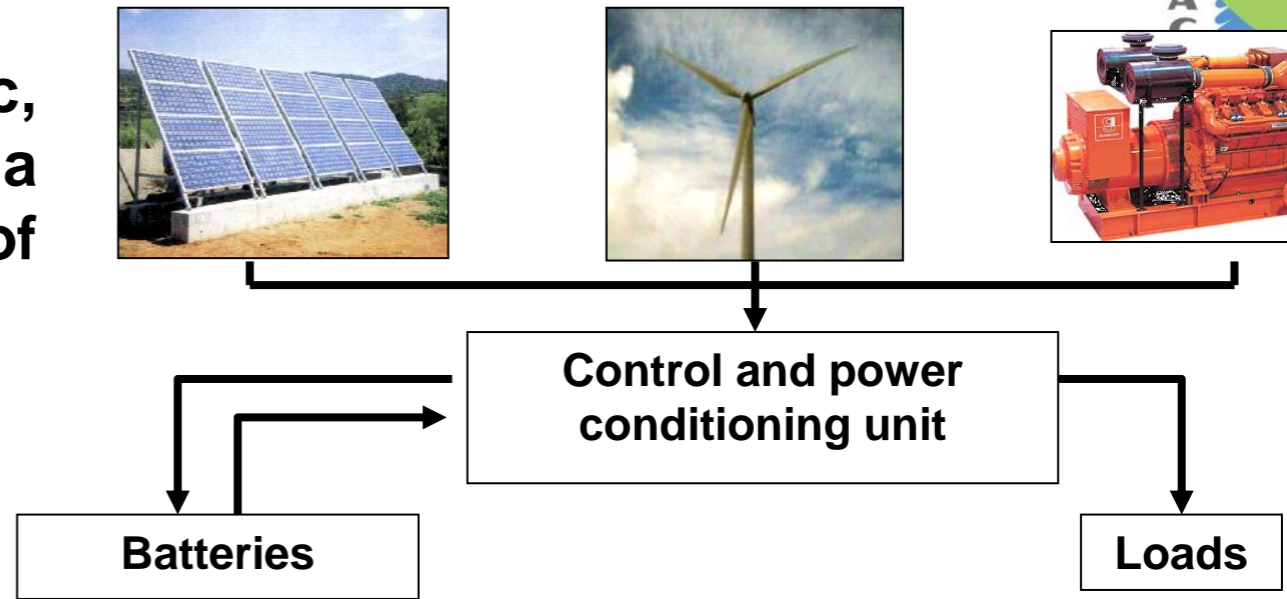 A
C
c,
a
of
Control and power
conditioning unit
Batteries
Loads